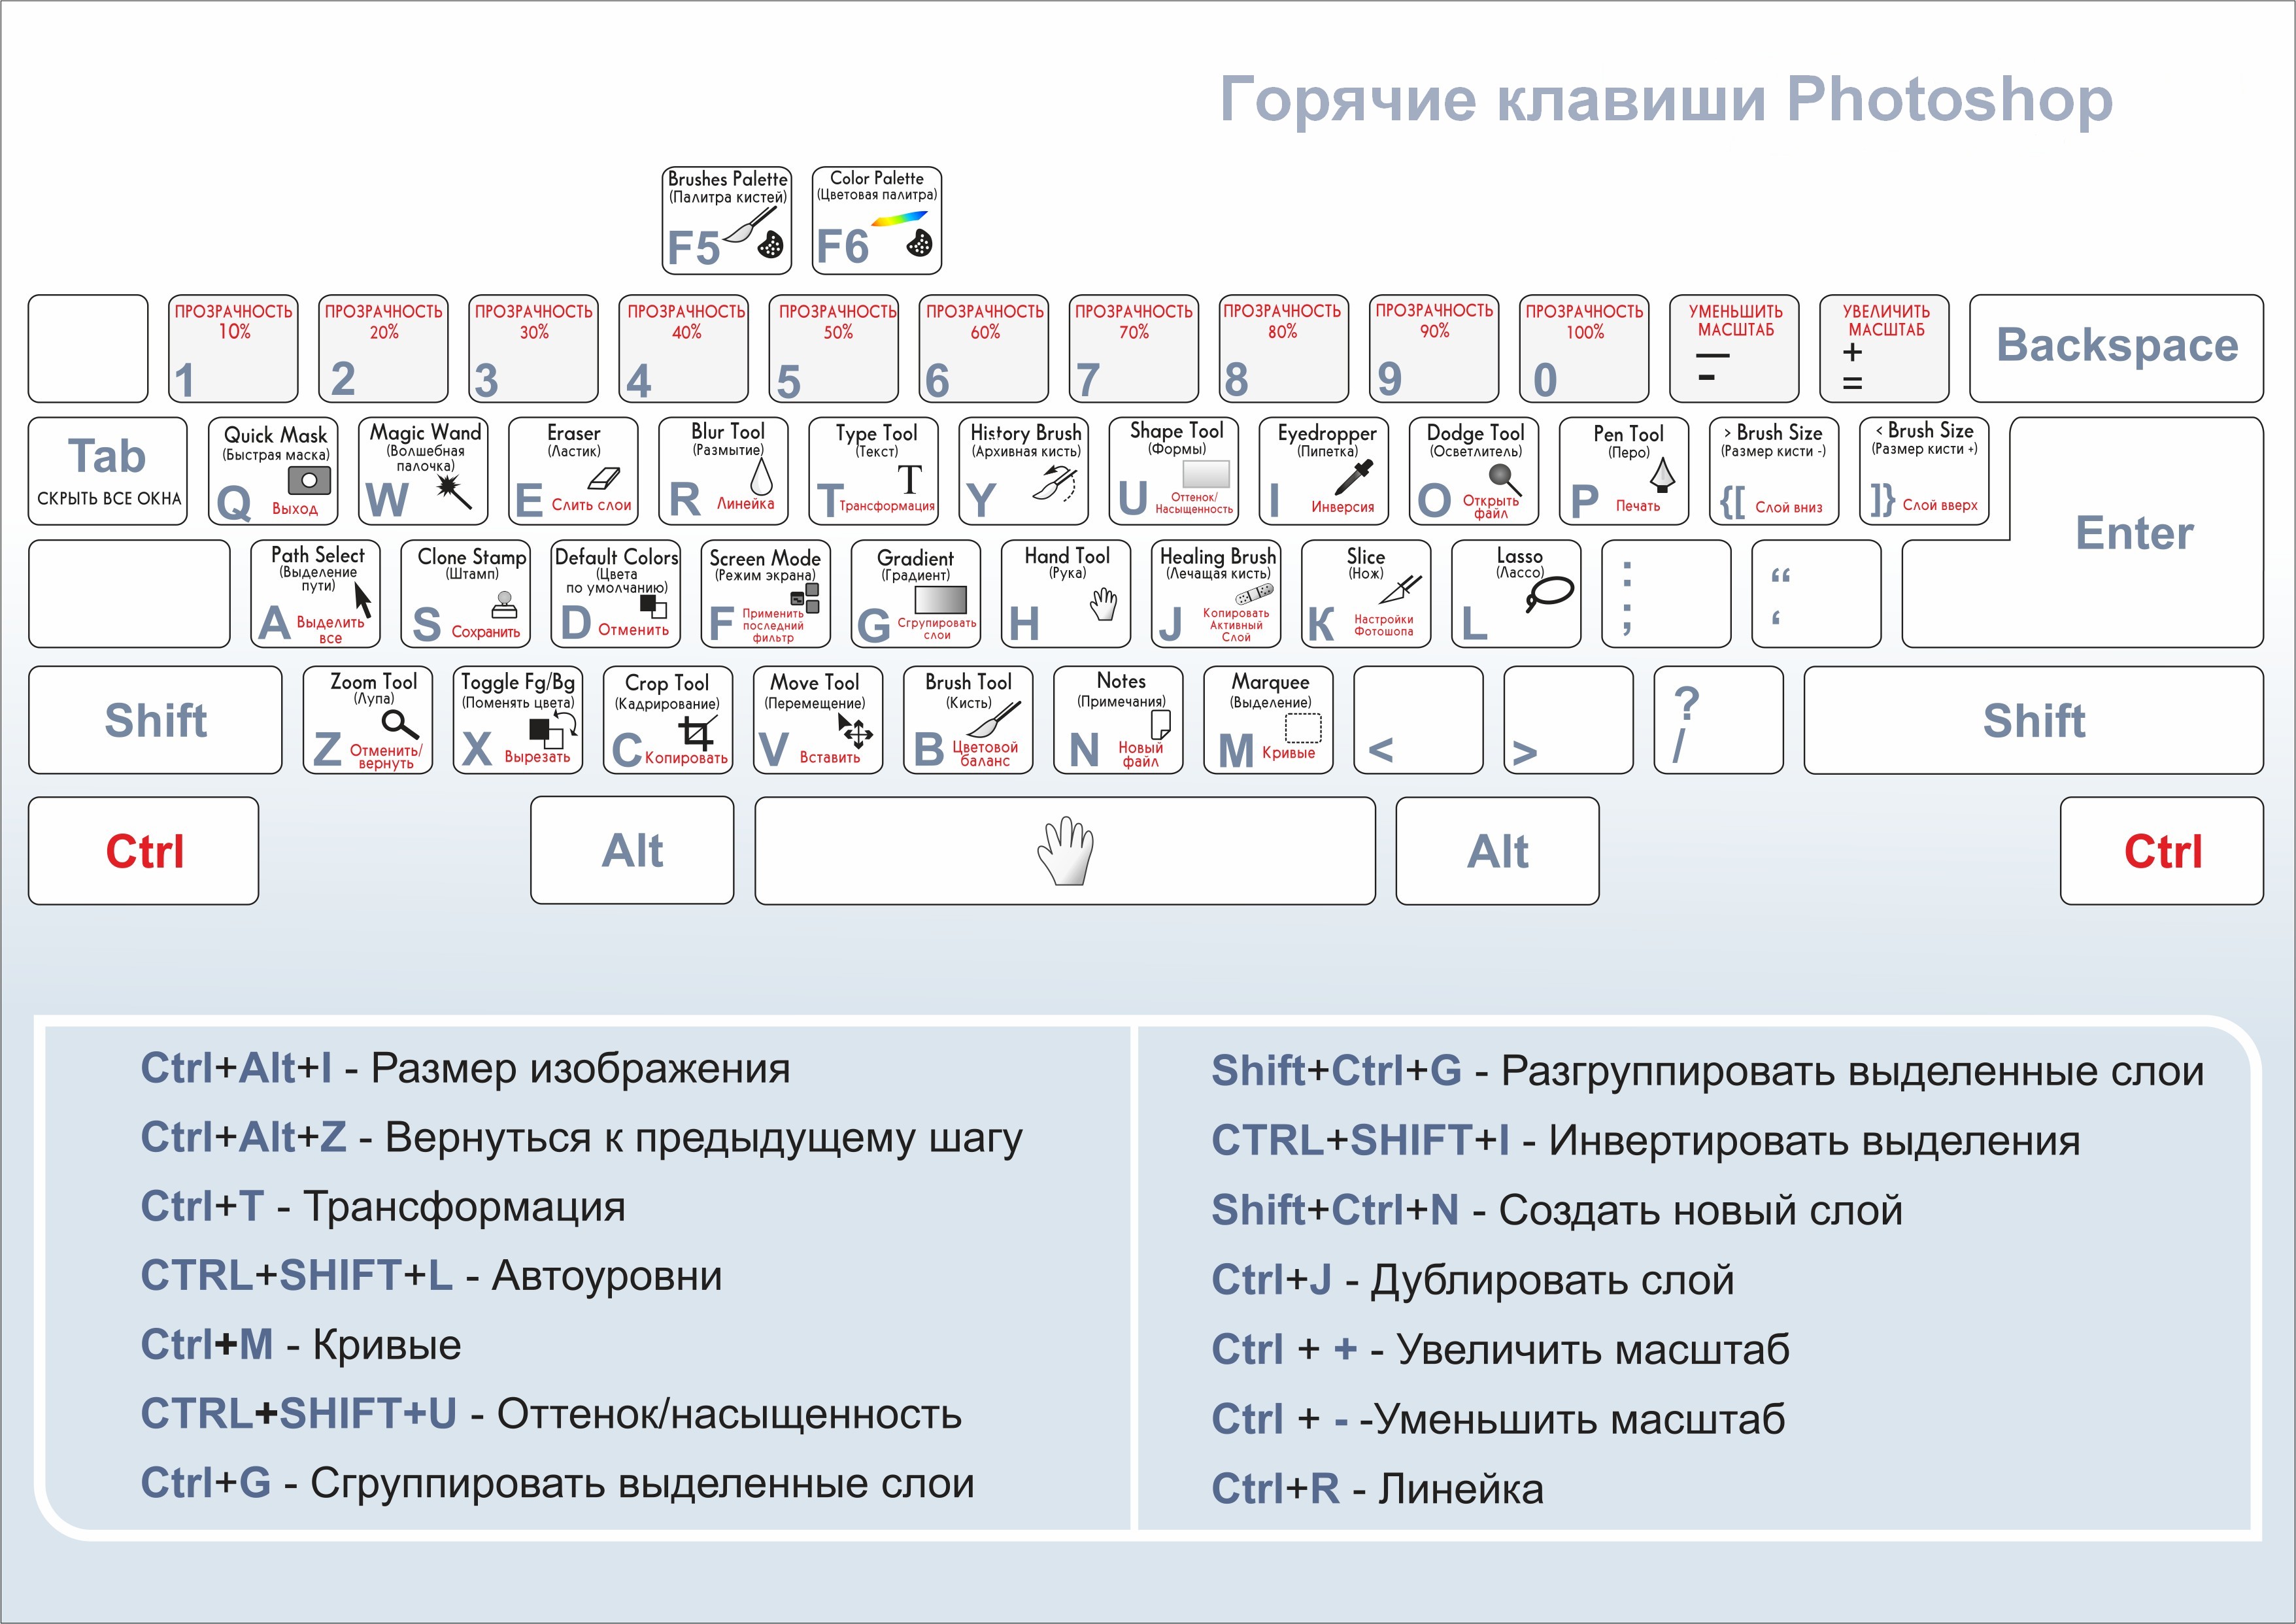 Горячие клавиши Photoshop
Brushes Palette
(Палитра кистей)
F5
Color Palette
(Цветовая палитра)
F6
ПРОЗРАЧНОСТЬ
10%
1
ПРОЗРАЧНОСТЬ
20%
2
ПРОЗРАЧНОСТЬ
30%
3
ПРОЗРАЧНОСТЬ
40%
4
ПРОЗРАЧНОСТЬ
50%
5
ПРОЗРАЧНОСТЬ
60%
6
ПРОЗРАЧНОСТЬ
70%
7
ПРОЗРАЧНОСТЬ
80%
8
ПРОЗРАЧНОСТЬ
90%
9
ПРОЗРАЧНОСТЬ
100%
0
УМЕНЬШИТЬ
МАСШТАБ
—
-
УВЕЛИЧИТЬ
МАСШТАБ
+
=
Backspace
Tab
СКРЫТЬ ВСЕ ОКНА
Quick Mask
(Быстрая маска)
Q Выход
Magic Wand
(Волшебная
палочка)
W
Eraser
(Ластик)
E Слить слои
Blur Tool
(Размытие)
R Линейка
Type Tool
(Текст)
T
T Трансформация
History Brush
(Архивная кисть)
Y
Shape Tool
(Формы)
U Оттенок/
Насыщенность
Eyedropper
(Пипетка)
I Инверсия
Dodge Tool
(Осветлитель)
O Открыть
файл
Pen Tool
(Перо)
P Печать
> Brush Size
(Размер кисти -)
{[ Слой вниз
< Brush Size
(Размер кисти +)
]} Слой вверх
Enter
Path Select
(Выделение
пути)
A Выделить
все
Clone Stamp
(Штамп)
S Сохранить
Default Colors
(Цвета
по умолчанию)
D Отменить
Screen Mode
(Режим экрана)
F Применить
последний
фильтр
Gradient
(Градиент)
G Сгрупировать
слои
Hand Tool
(Рука)
H
Healing Brush
(Лечащая кисть)
J Копировать
Активный
Слой
Slice
(Нож)
K Настройки
Фотошопа
Lasso
(Лассо)
L
:
;
“
‘
Shift
Zoom Tool
(Лупа)
Z Отменить/
вернуть
Toggle Fg/Bg
(Поменять цвета)
X Вырезать
Crop Tool
(Кадрирование)
C Копировать
Move Tool
(Перемещение)
V Вставить
Brush Tool
(Кисть)
B Цветовой
баланс
Notes
(Примечания)
N Новый
файл
Marquee
(Выделение)
M Кривые
<
>
?
/
Shift
Ctrl
Alt
Alt
Ctrl
Ctrl+Alt+I - Размер изображения
Ctrl+Alt+Z - Вернуться к предыдущему шагу
Ctrl+T - Трансформация
CTRL+SHIFT+L - Автоуровни
Ctrl+M - Кривые
CTRL+SHIFT+U - Оттенок/насыщенность
Ctrl+G - Сгруппировать выделенные слои
Shift+Ctrl+G - Разгруппировать выделенные слои
CTRL+SHIFT+I - Инвертировать выделения
Shift+Ctrl+N - Создать новый слой
Ctrl+J - Дублировать слой
Ctrl + + - Увеличить масштаб
Ctrl + - -Уменьшить масштаб
Ctrl+R - Линейка